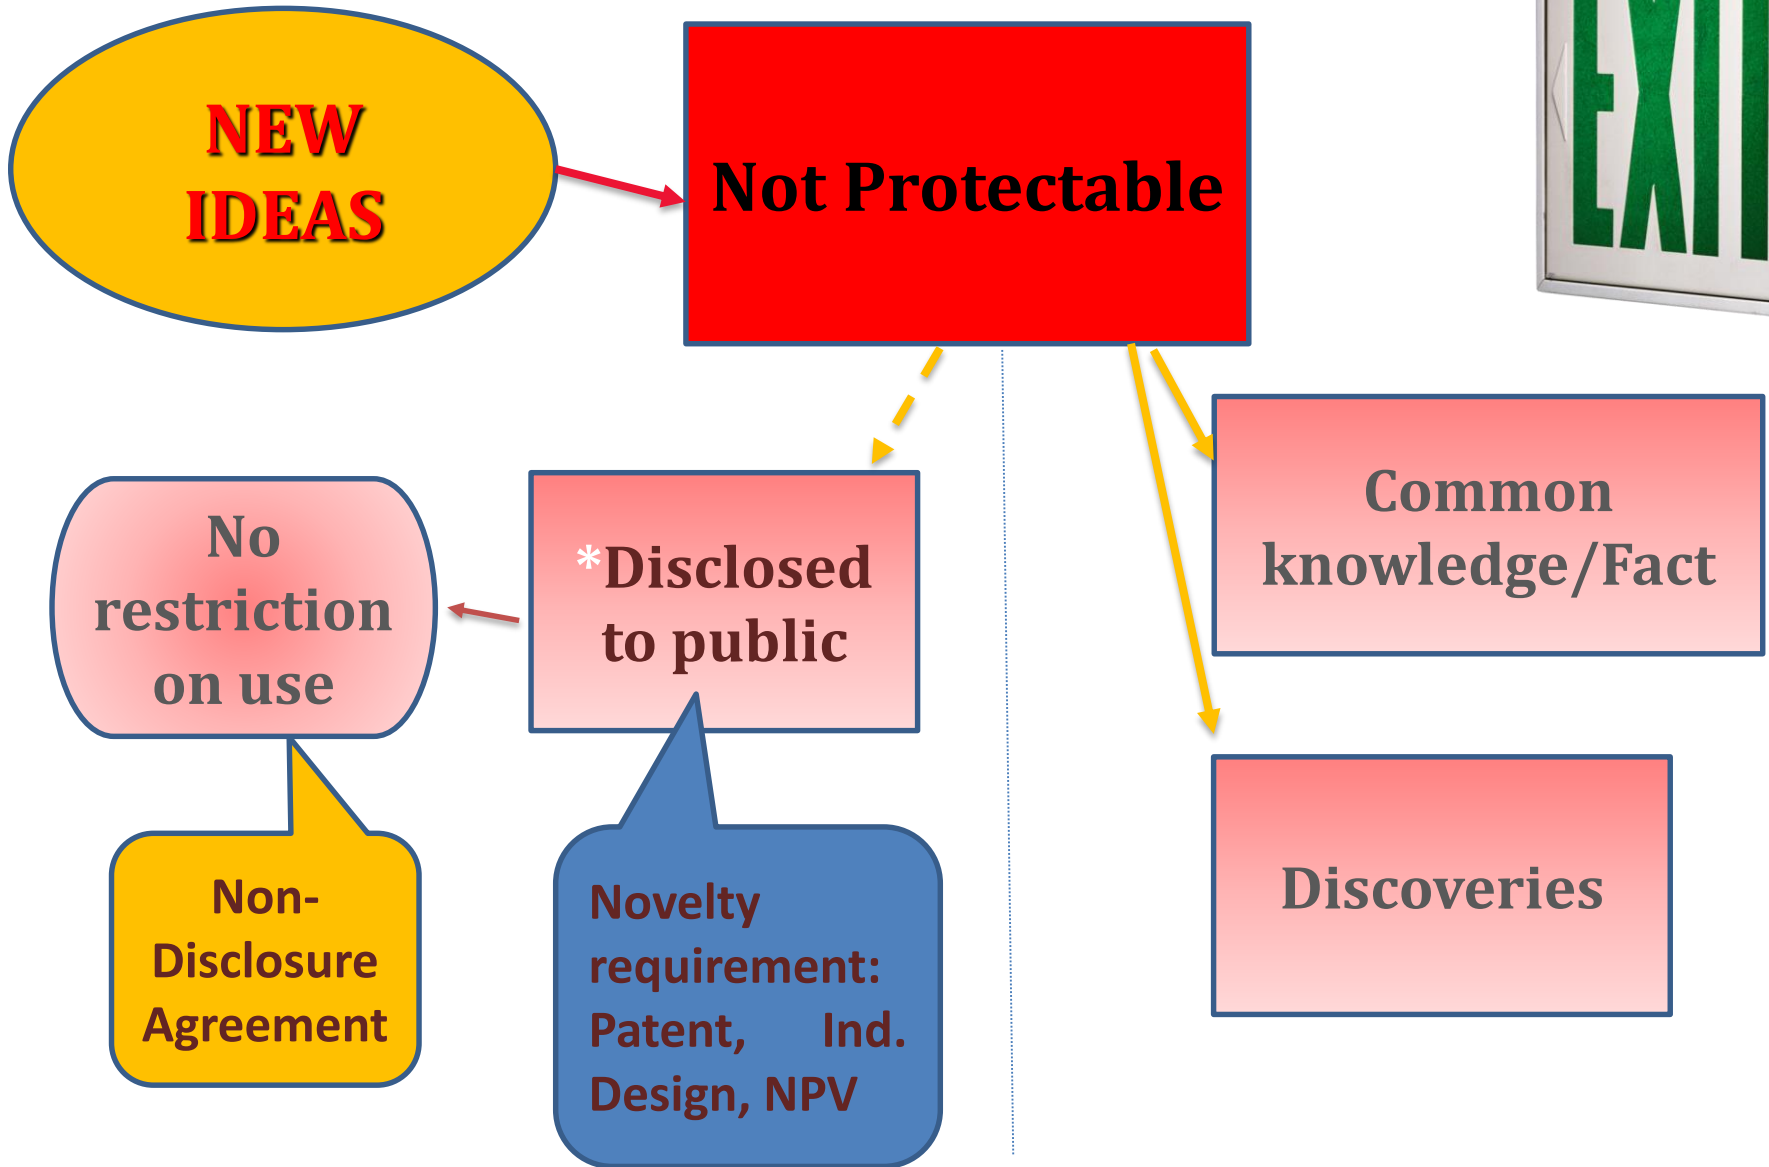 NEW
IDEAS
Not Protectable
EXIT
No
restriction
on use
*Disclosed
to public
Common
knowledge/Fact
Discoveries
Non-
Disclosure
Agreement
Novelty
requirement:
Patent, Ind.
Design, NPV